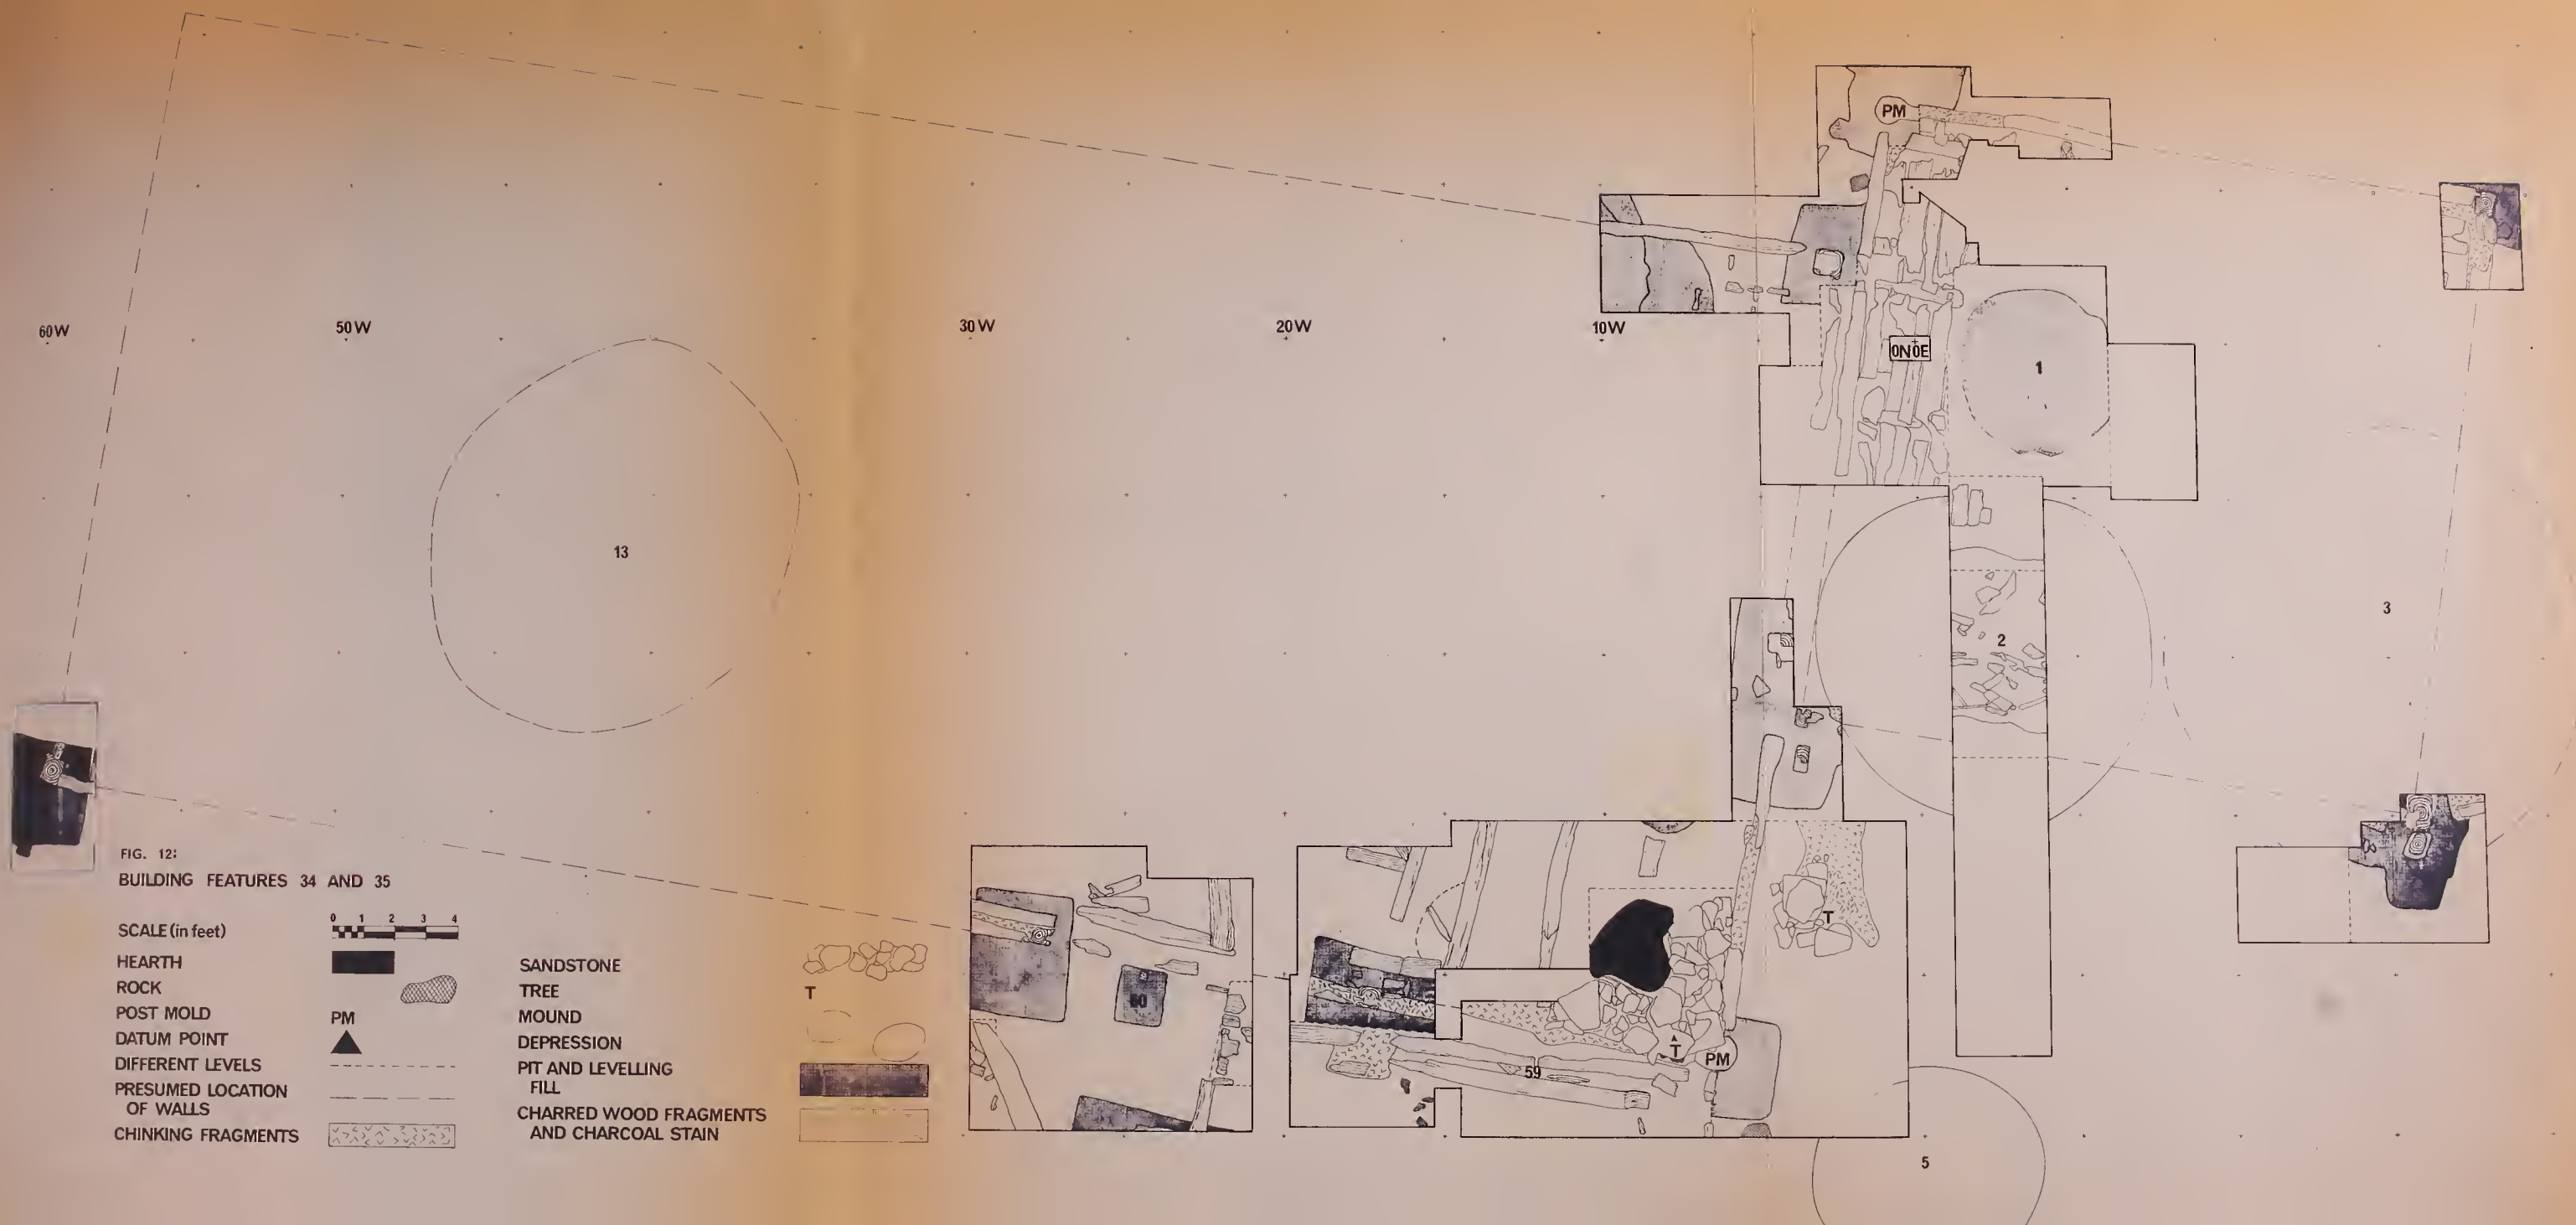 PM
60W
50W
30W
20W
10W
0N0E
1
13
3
2
FIG. 12:
BUILDING FEATURES 34 AND 35
SCALE (in feet)
0 1 2 3 4
HEARTH
ROCK
POST MOLD
PM
DATUM POINT
DIFFERENT LEVELS
PRESUMED LOCATION
OF WALLS
CHINKING FRAGMENTS
SANDSTONE
TREE
T
MOUND
DEPRESSION
PIT AND LEVELLING
FILL
CHARRED WOOD FRAGMENTS
AND CHARCOAL STAIN
60
T
T
PM
59
5